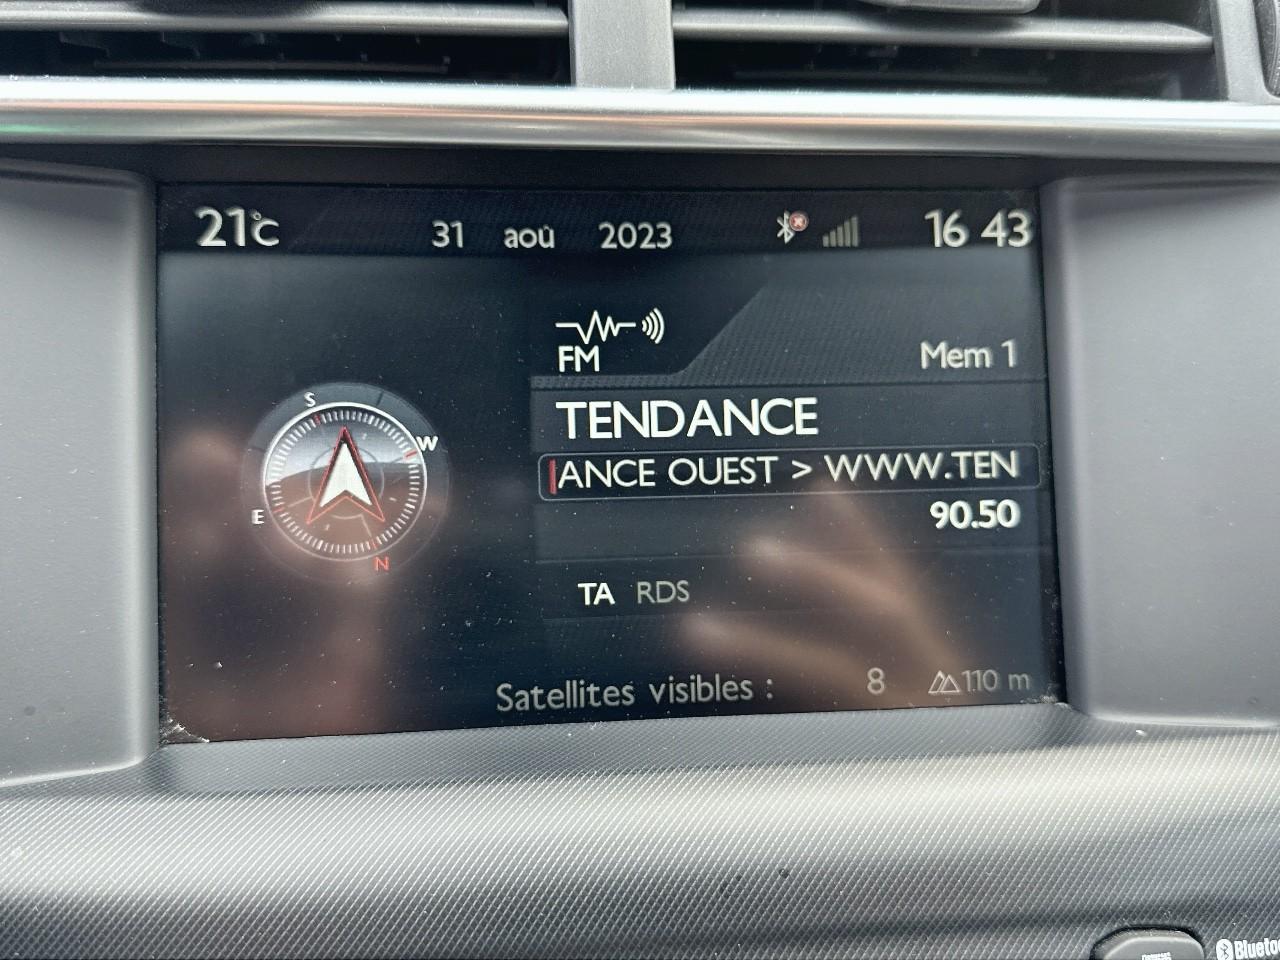 21°C 31 aoû 2023 16 43
FM
Mem 1
TENDANCE
ANCE OUEST > WWW.TEN
90.50
TA RDS
S
W
E
N
Satellites visibles : 8 110 m
Bluetoo